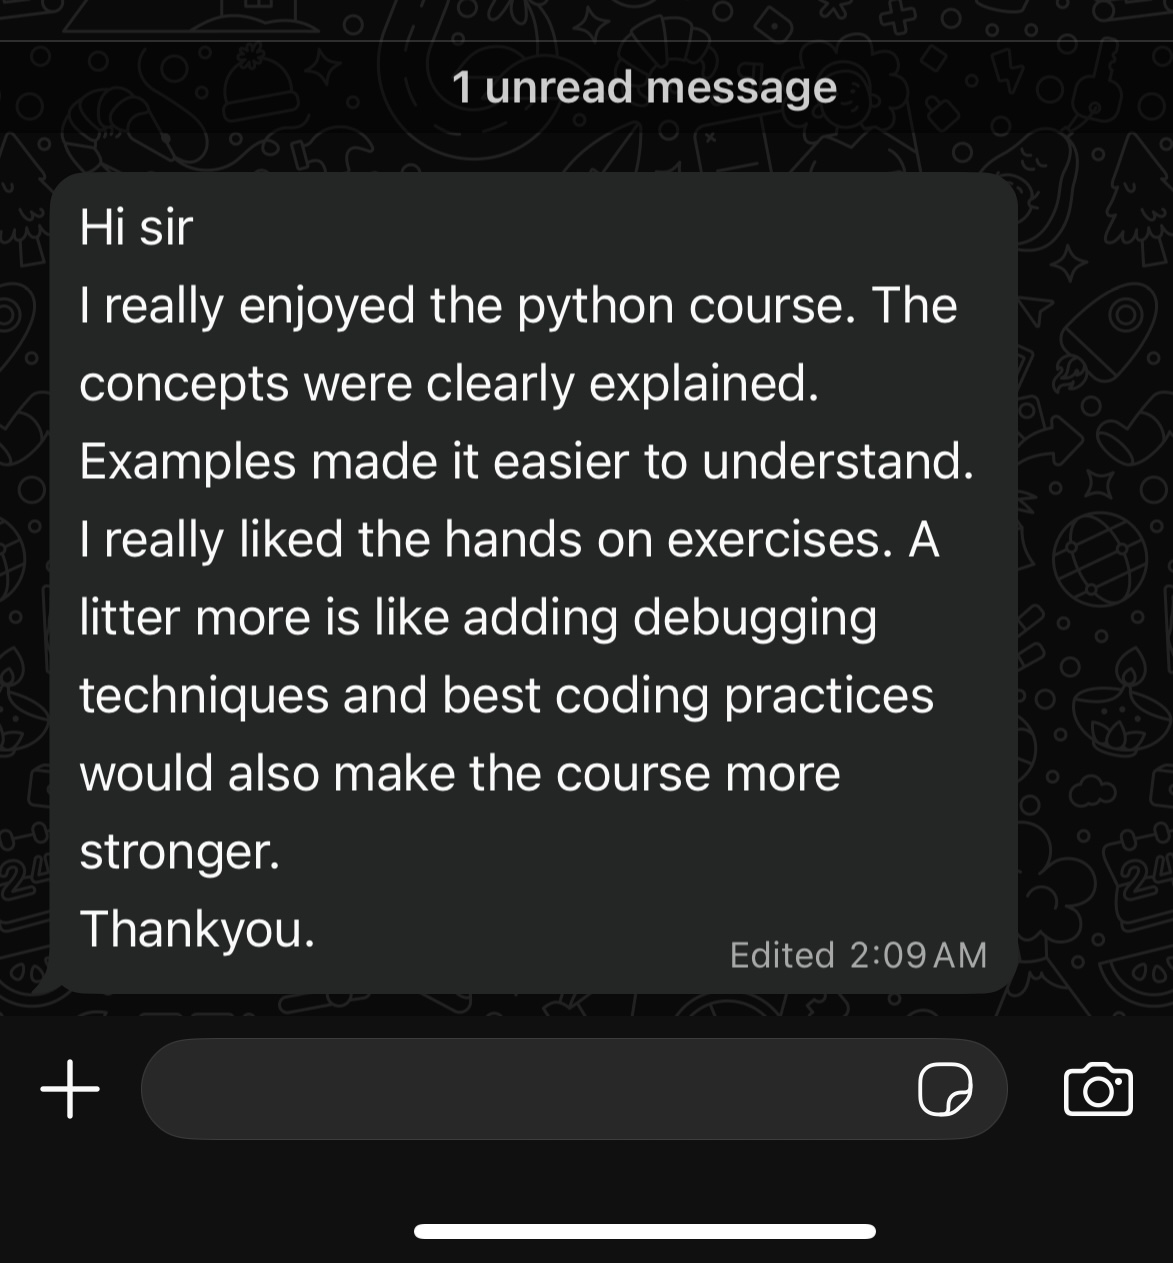 1 unread message
Hi sir
I really enjoyed the python course. The
concepts were clearly explained.
Examples made it easier to understand.
I really liked the hands on exercises. A
litter more is like adding debugging
techniques and best coding practices
would also make the course more
stronger.
Thankyou.
Edited 2:09 AM